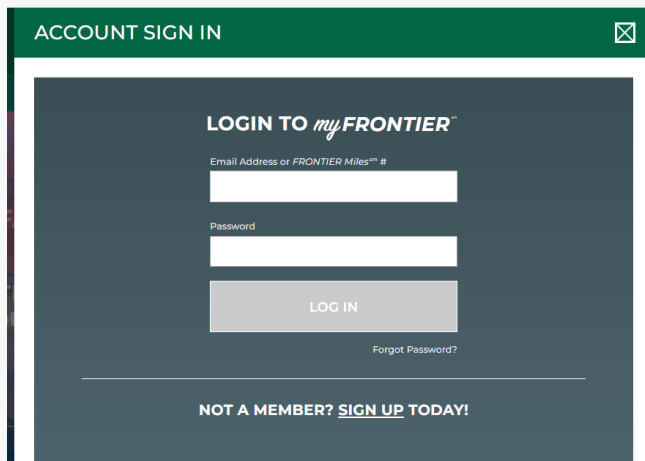 ACCOUNT SIGN IN
LOGIN TO myFRONTIER℠
Email Address or FRONTIER Miles℠ #
Password
LOG IN
Forgot Password?
NOT A MEMBER? SIGN UP TODAY!